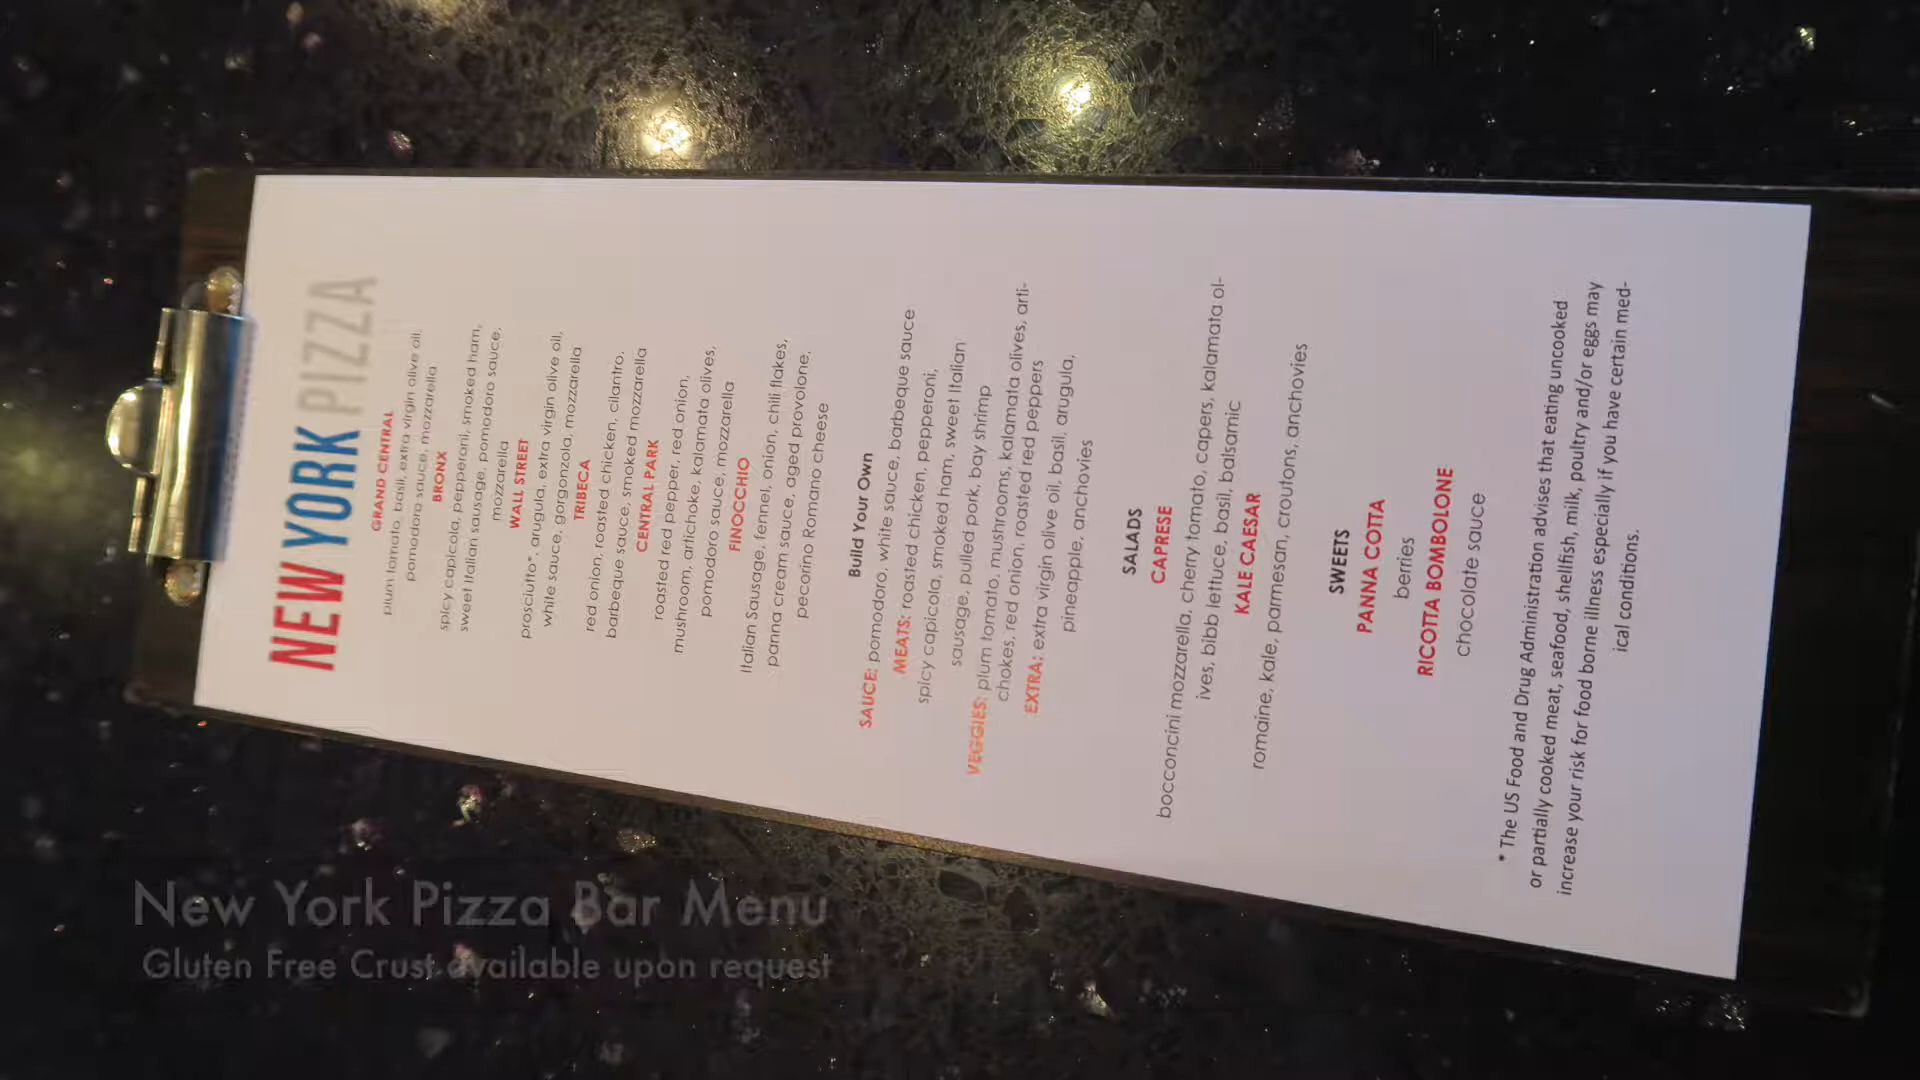 NEW YORK PIZZA
GRAND CENTRAL
plum tomato, basil, extra virgin olive oil,
pomodoro sauce, mozzarella
BRONX
spicy capicola, pepperoni, smoked ham,
sweet Italian sausage, pomodoro sauce,
mozzarella
WALL STREET
prosciutto*, arugula, extra virgin olive oil,
white sauce, gorgonzola, mozzarella
TRIBECA
red onion, roasted chicken, cilantro,
barbeque sauce, smoked mozzarella
CENTRAL PARK
roasted red pepper, red onion,
mushroom, artichoke, kalamata olives,
pomodoro sauce, mozzarella
FINOCCHIO
Italian Sausage, fennel, onion, chili flakes,
panna cream sauce, aged provolone,
pecorino Romano cheese
Build Your Own
SAUCE: pomodoro, white sauce, barbeque sauce
MEATS: roasted chicken, pepperoni,
spicy capicola, smoked ham, sweet Italian
sausage, pulled pork, bay shrimp
VEGGIES: plum tomato, mushrooms, kalamata olives, arti-
chokes, red onion, roasted red peppers
EXTRA: extra virgin olive oil, basil, arugula,
pineapple, anchovies
SALADS
CAPRESE
bocconcini mozzarella, cherry tomato, capers, kalamata ol-
ives, bibb lettuce, basil, balsamic
KALE CAESAR
romaine, kale, parmesan, croutons, anchovies
SWEETS
PANNA COTTA
berries
RICOTTA BOMBOLONE
chocolate sauce
* The US Food and Drug Administration advises that eating uncooked
or partially cooked meat, seafood, shellfish, milk, poultry and/or eggs may
increase your risk for food borne illness especially if you have certain med-
ical conditions.
New York Pizza Bar Menu
Gluten Free Crust available upon request